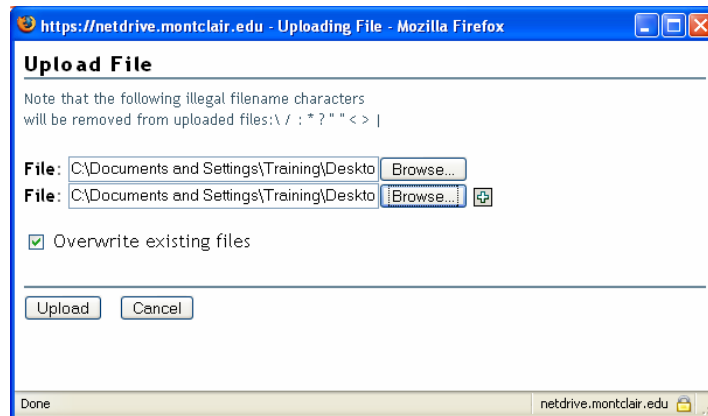 https://netdrive.montclair.edu - Uploading File - Mozilla Firefox
Upload File
Note that the following illegal filename characters
will be removed from uploaded files:\ / : * ? " " < > |
File: C:\Documents and Settings\Training\Deskto Browse...
File: C:\Documents and Settings\Training\Deskto Browse...
Overwrite existing files
Upload Cancel
Done netdrive.montclair.edu